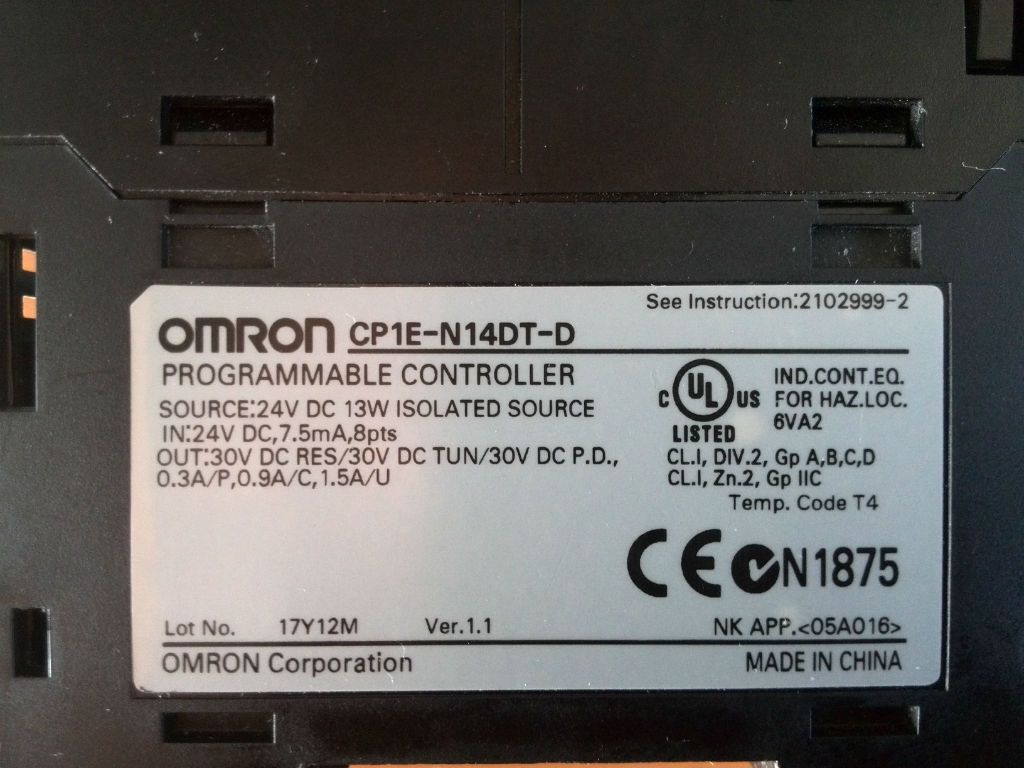 See Instruction:2102999-2
OMRON CP1E-N14DT-D
PROGRAMMABLE CONTROLLER
SOURCE:24V DC 13W ISOLATED SOURCE
IN:24V DC,7.5mA,8pts
OUT:30V DC RES/30V DC TUN/30V DC P.D.,
0.3A/P,0.9A/C,1.5A/U
C UL US
LISTED
IND.CONT.EQ.
FOR HAZ.LOC.
6VA2
CL.I, DIV.2, Gp A,B,C,D
CL.I, Zn.2, Gp IIC
Temp. Code T4
CE N1875
Lot No. 17Y12M Ver.1.1 NK APP.<05A016>
OMRON Corporation MADE IN CHINA